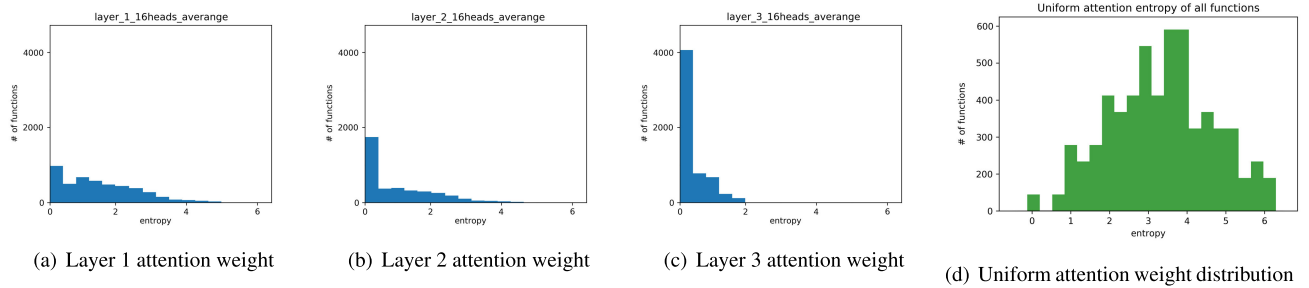 layer_1_16heads_averange
4000
2000
0
# of functions
0 2 4 6
entropy
(a) Layer 1 attention weight
layer_2_16heads_averange
4000
2000
0
# of functions
0 2 4 6
entropy
(b) Layer 2 attention weight
layer_3_16heads_averange
4000
2000
0
# of functions
0 2 4 6
entropy
(c) Layer 3 attention weight
Uniform attention entropy of all functions
600
500
400
300
200
100
0
# of functions
0 1 2 3 4 5 6
entropy
(d) Uniform attention weight distribution